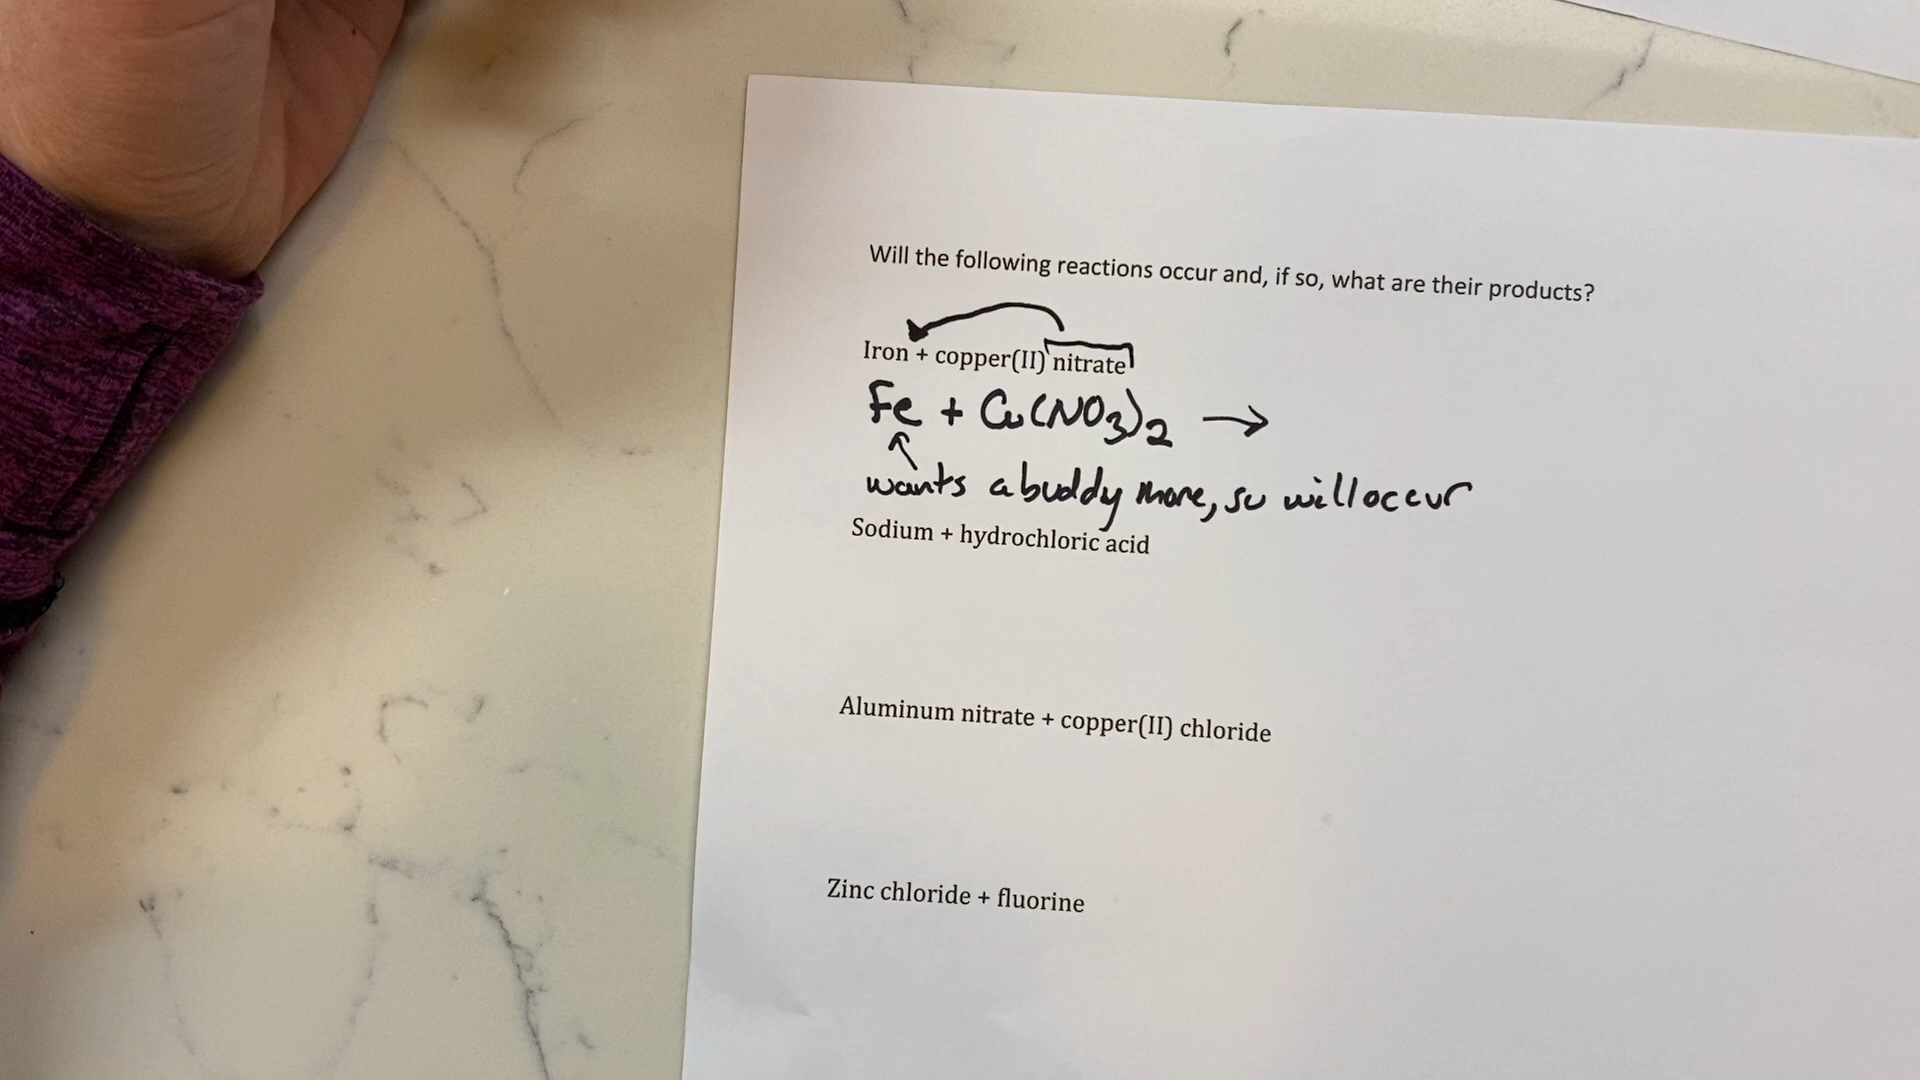 Will the following reactions occur and, if so, what are their products?
Iron + copper(II) nitrate
Fe + Cu(NO3)2 →
↑
wants a buddy more, so will occur
Sodium + hydrochloric acid
Aluminum nitrate + copper(II) chloride
Zinc chloride + fluorine